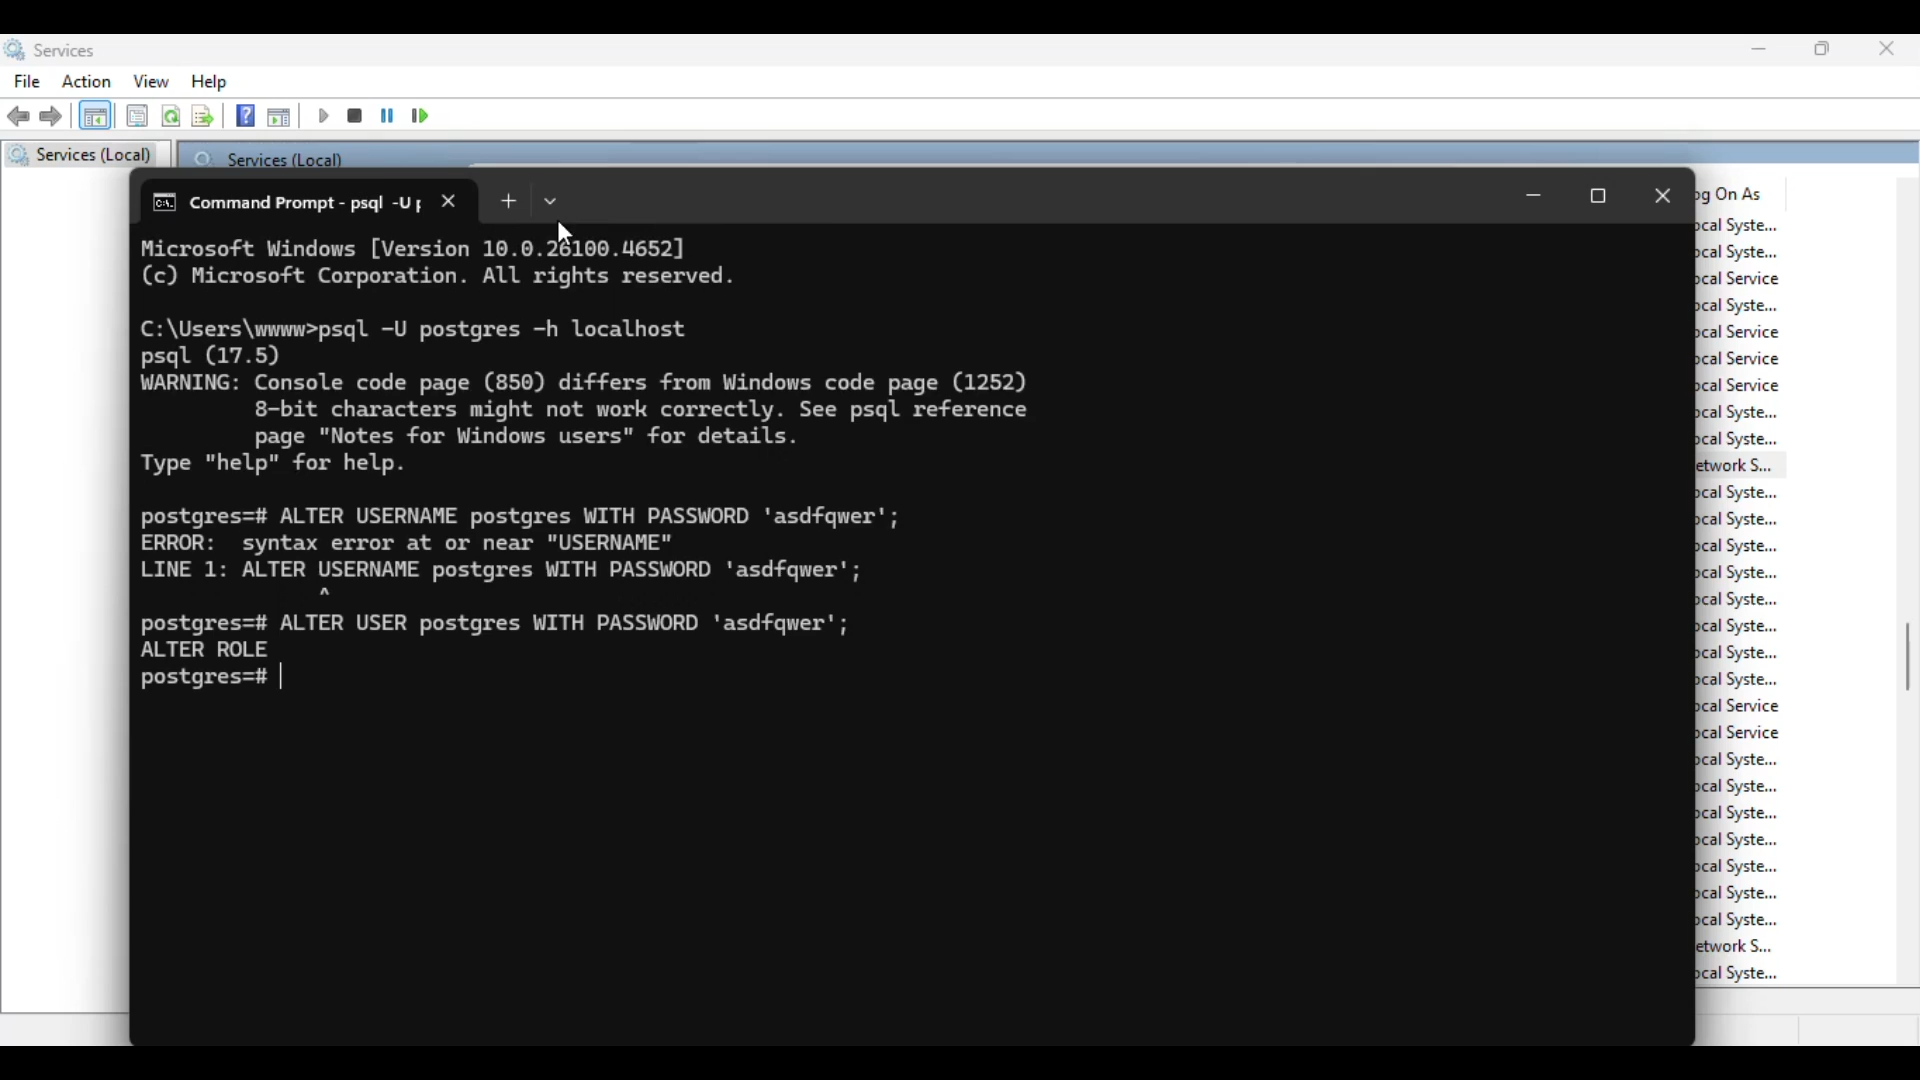 Services
File Action View Help
Services (Local)
Services (Local)
Command Prompt - psql -U
Microsoft Windows [Version 10.0.26100.4652]
(c) Microsoft Corporation. All rights reserved.
C:\Users\wwww>psql -U postgres -h localhost
psql (17.5)
WARNING: Console code page (850) differs from Windows code page (1252)
8-bit characters might not work correctly. See psql reference
page "Notes for Windows users" for details.
Type "help" for help.
postgres=# ALTER USERNAME postgres WITH PASSWORD 'asdfqwer';
ERROR:  syntax error at or near "USERNAME"
LINE 1: ALTER USERNAME postgres WITH PASSWORD 'asdfqwer';
^
postgres=# ALTER USER postgres WITH PASSWORD 'asdfqwer';
ALTER ROLE
postgres=#
og On As
ocal Syste...
ocal Syste...
ocal Service
ocal Syste...
ocal Service
ocal Service
ocal Service
ocal Syste...
ocal Syste...
etwork S...
ocal Syste...
ocal Syste...
ocal Syste...
ocal Syste...
ocal Syste...
ocal Syste...
ocal Syste...
ocal Syste...
ocal Service
ocal Service
ocal Syste...
ocal Syste...
ocal Syste...
ocal Syste...
ocal Syste...
ocal Syste...
ocal Syste...
etwork S...
ocal Syste...